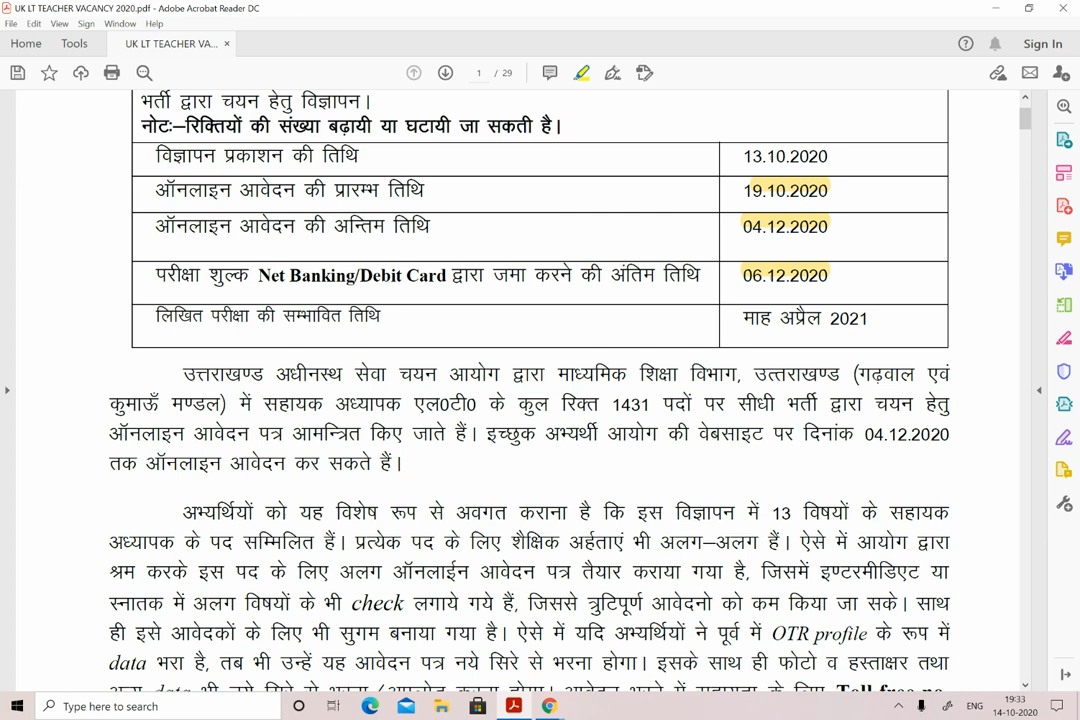 UK LT TEACHER VACANCY 2020.pdf - Adobe Acrobat Reader DC
File Edit View Sign Window Help
Home Tools UK LT TEACHER VA... × Sign In
1 / 29
भर्ती द्वारा चयन हेतु विज्ञापन।
नोटः–रिक्तियों की संख्या बढ़ायी या घटायी जा सकती है।
विज्ञापन प्रकाशन की तिथि 13.10.2020
ऑनलाइन आवेदन की प्रारम्भ तिथि 19.10.2020
ऑनलाइन आवेदन की अन्तिम तिथि 04.12.2020
परीक्षा शुल्क Net Banking/Debit Card द्वारा जमा करने की अंतिम तिथि 06.12.2020
लिखित परीक्षा की सम्भावित तिथि माह अप्रैल 2021
उत्तराखण्ड अधीनस्थ सेवा चयन आयोग द्वारा माध्यमिक शिक्षा विभाग, उत्तराखण्ड (गढ़वाल एवं
कुमाऊँ मण्डल) में सहायक अध्यापक एल0टी0 के कुल रिक्त 1431 पदों पर सीधी भर्ती द्वारा चयन हेतु
ऑनलाइन आवेदन पत्र आमन्त्रित किए जाते हैं। इच्छुक अभ्यर्थी आयोग की वेबसाइट पर दिनांक 04.12.2020
तक ऑनलाइन आवेदन कर सकते हैं।
अभ्यर्थियों को यह विशेष रूप से अवगत कराना है कि इस विज्ञापन में 13 विषयों के सहायक
अध्यापक के पद सम्मिलित हैं। प्रत्येक पद के लिए शैक्षिक अर्हताएं भी अलग–अलग हैं। ऐसे में आयोग द्वारा
श्रम करके इस पद के लिए अलग ऑनलाईन आवेदन पत्र तैयार कराया गया है, जिसमें इण्टरमीडिएट या
स्नातक में अलग विषयों के भी check लगाये गये हैं, जिससे त्रुटिपूर्ण आवेदनो को कम किया जा सके। साथ
ही इसे आवेदकों के लिए भी सुगम बनाया गया है। ऐसे में यदि अभ्यर्थियों ने पूर्व में OTR profile के रूप में
data भरा है, तब भी उन्हें यह आवेदन पत्र नये सिरे से भरना होगा। इसके साथ ही फोटो व हस्ताक्षर तथा
Type here to search ENG 19:33
14-10-2020